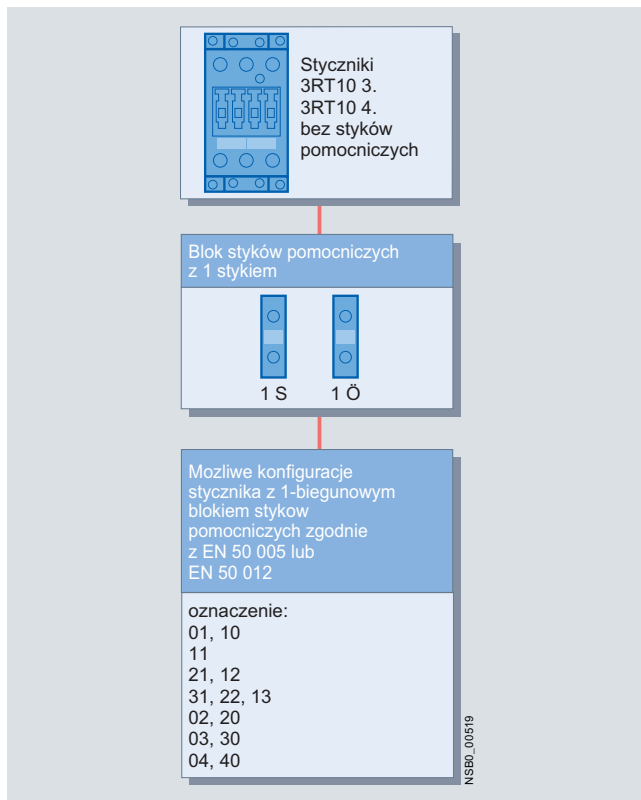 Styczniki
3RT10 3.
3RT10 4.
bez styków
pomocniczych
Blok styków pomocniczych
z 1 stykiem
1 S
1 Ö
Mozliwe konfiguracje
stycznika z 1-biegunowym
blokiem stykow
pomocniczych zgodnie
z EN 50 005 lub
EN 50 012
oznaczenie:
01, 10
11
21, 12
31, 22, 13
02, 20
03, 30
04, 40
NSB0_00519